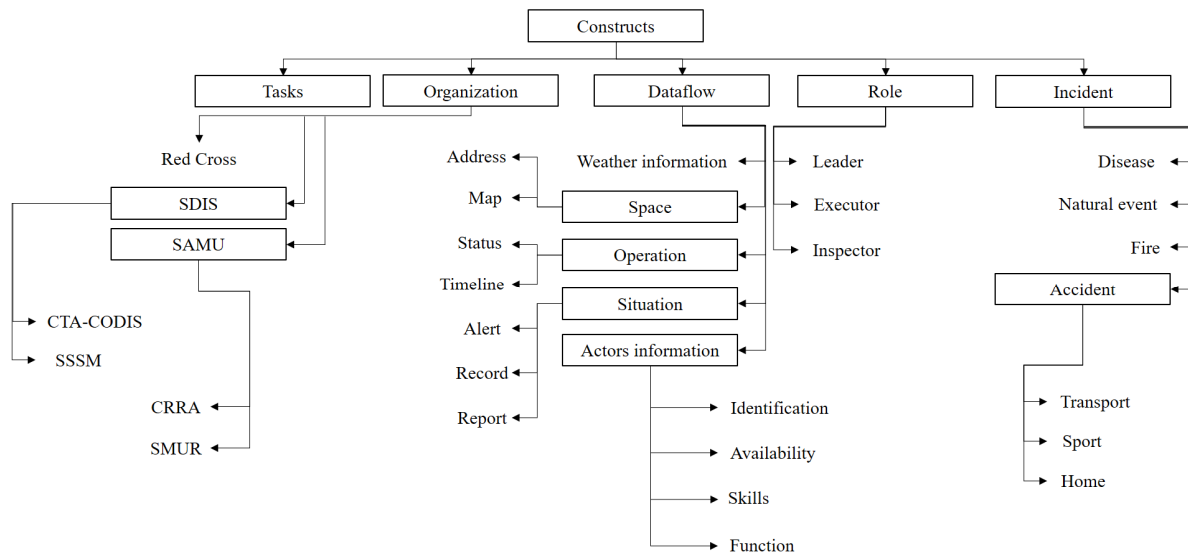 Constructs
Tasks
Organization
Dataflow
Role
Incident
Red Cross
SDIS
SAMU
CTA-CODIS
SSSM
CRRA
SMUR
Weather information
Space
Address
Map
Operation
Status
Timeline
Situation
Alert
Record
Report
Actors information
Identification
Availability
Skills
Function
Leader
Executor
Inspector
Disease
Natural event
Fire
Accident
Transport
Sport
Home